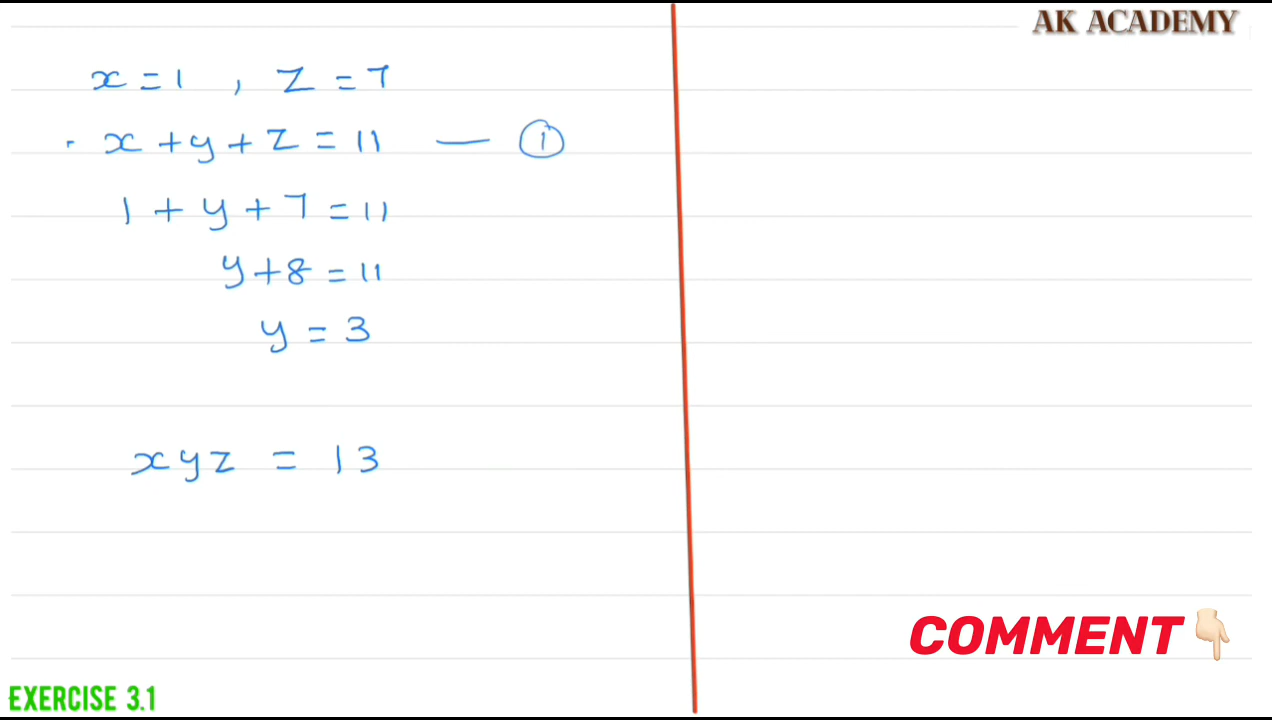 AK ACADEMY
x = 1 , Z = 7
x + y + Z = 11 — ①
1 + y + 7 = 11
y + 8 = 11
y = 3
xyz = 13
COMMENT👇🏻
EXERCISE 3.1